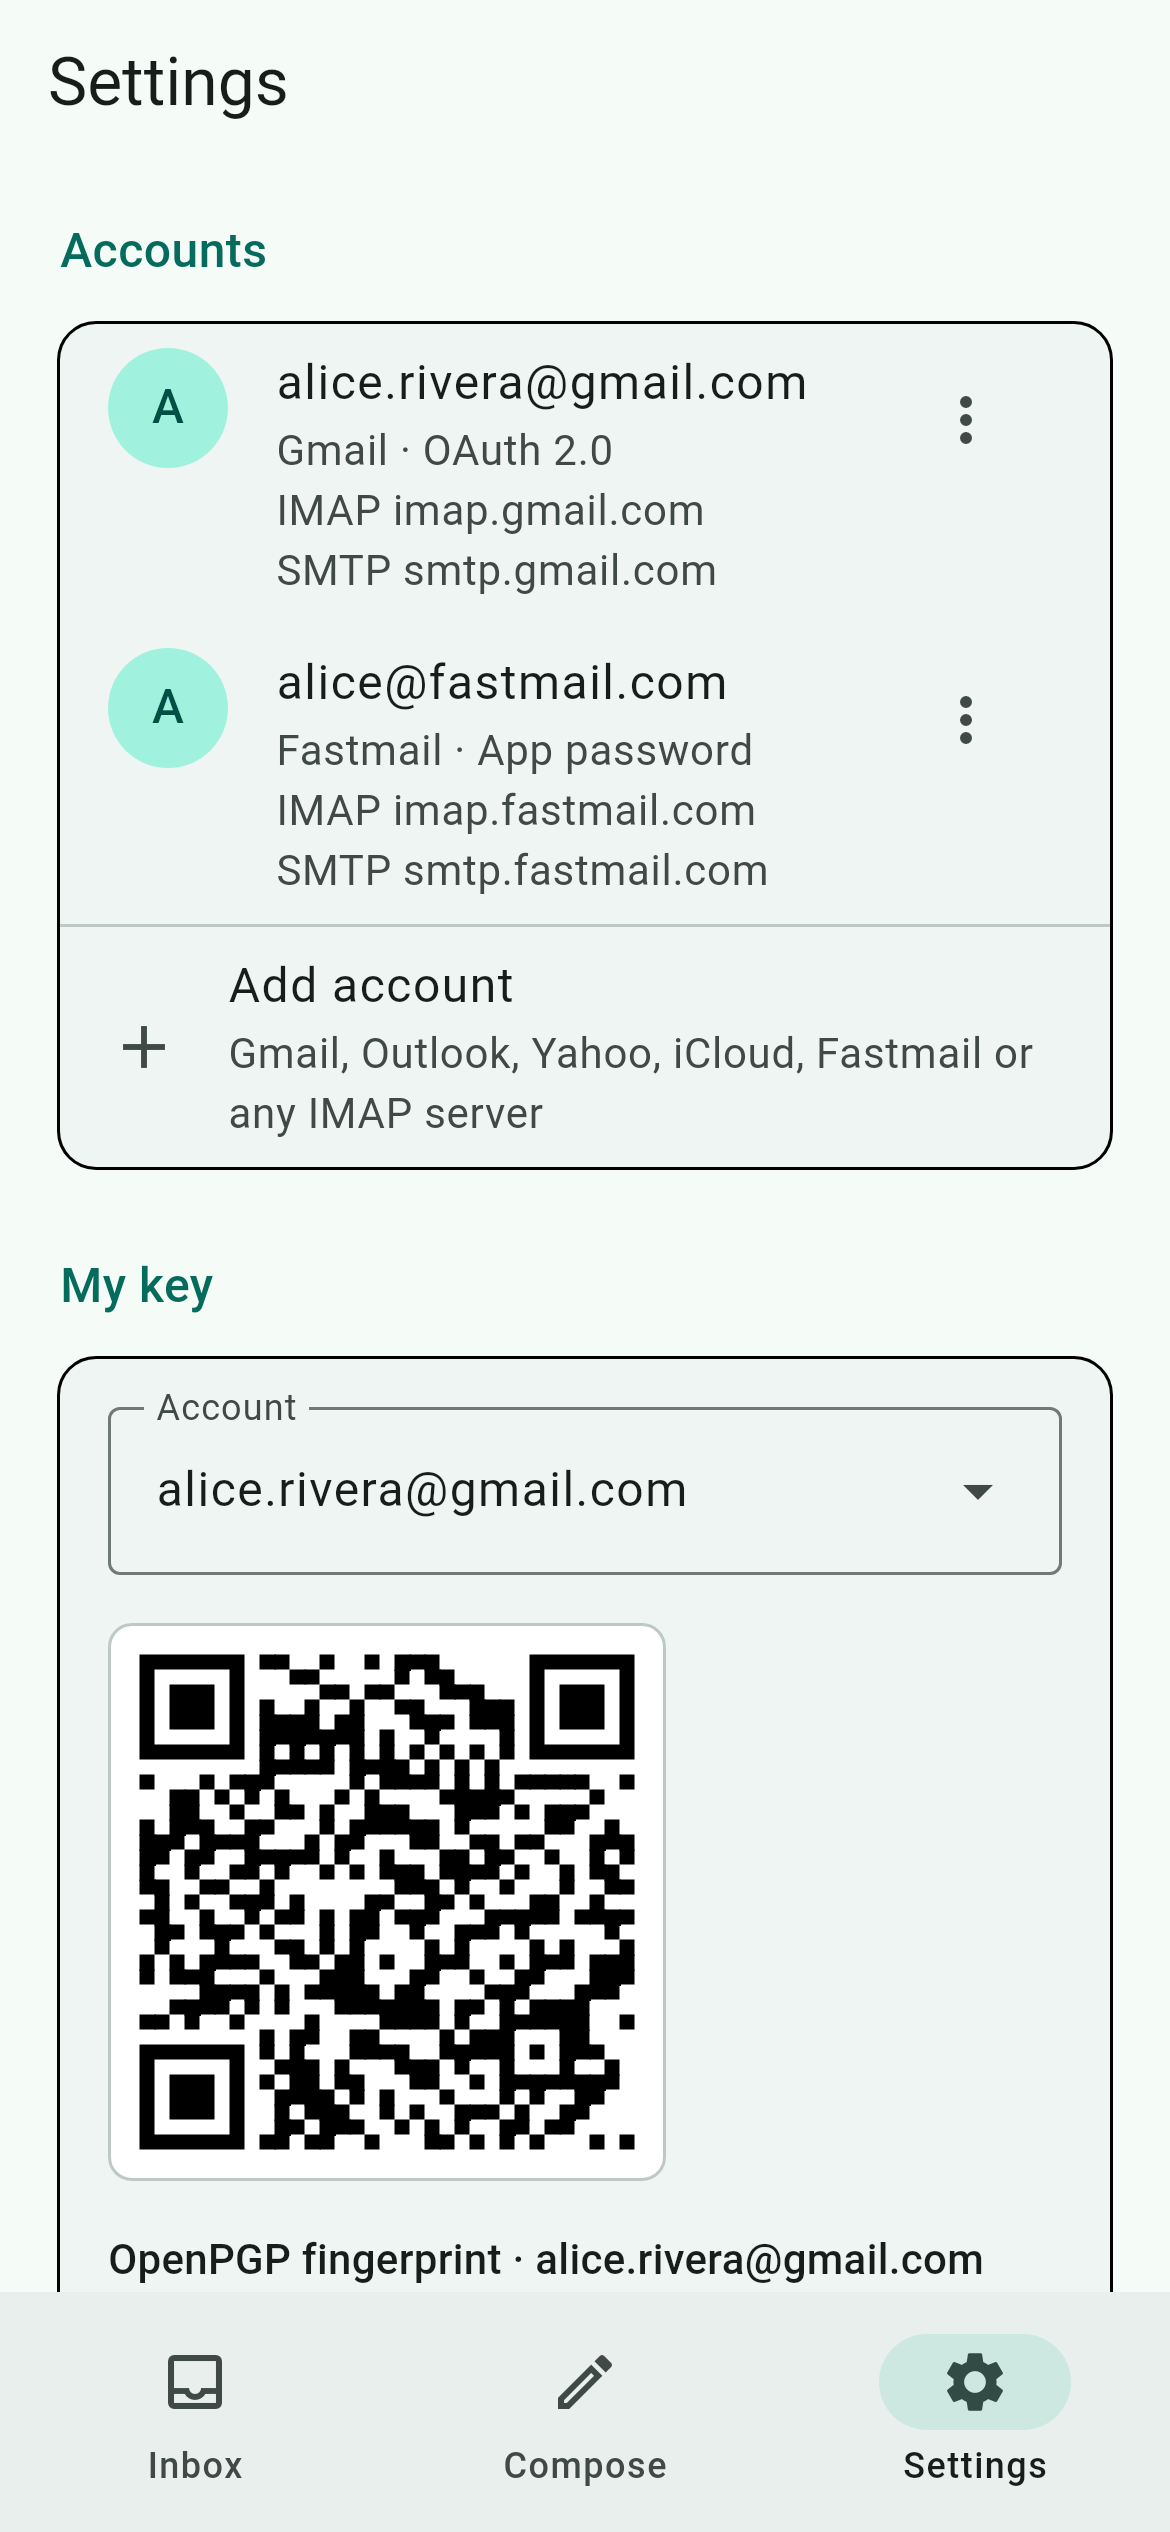 Settings
Accounts
A
alice.rivera@gmail.com
Gmail · OAuth 2.0
IMAP imap.gmail.com
SMTP smtp.gmail.com
A
alice@fastmail.com
Fastmail · App password
IMAP imap.fastmail.com
SMTP smtp.fastmail.com
Add account
Gmail, Outlook, Yahoo, iCloud, Fastmail or
any IMAP server
My key
Account
alice.rivera@gmail.com
OpenPGP fingerprint · alice.rivera@gmail.com
Inbox
Compose
Settings